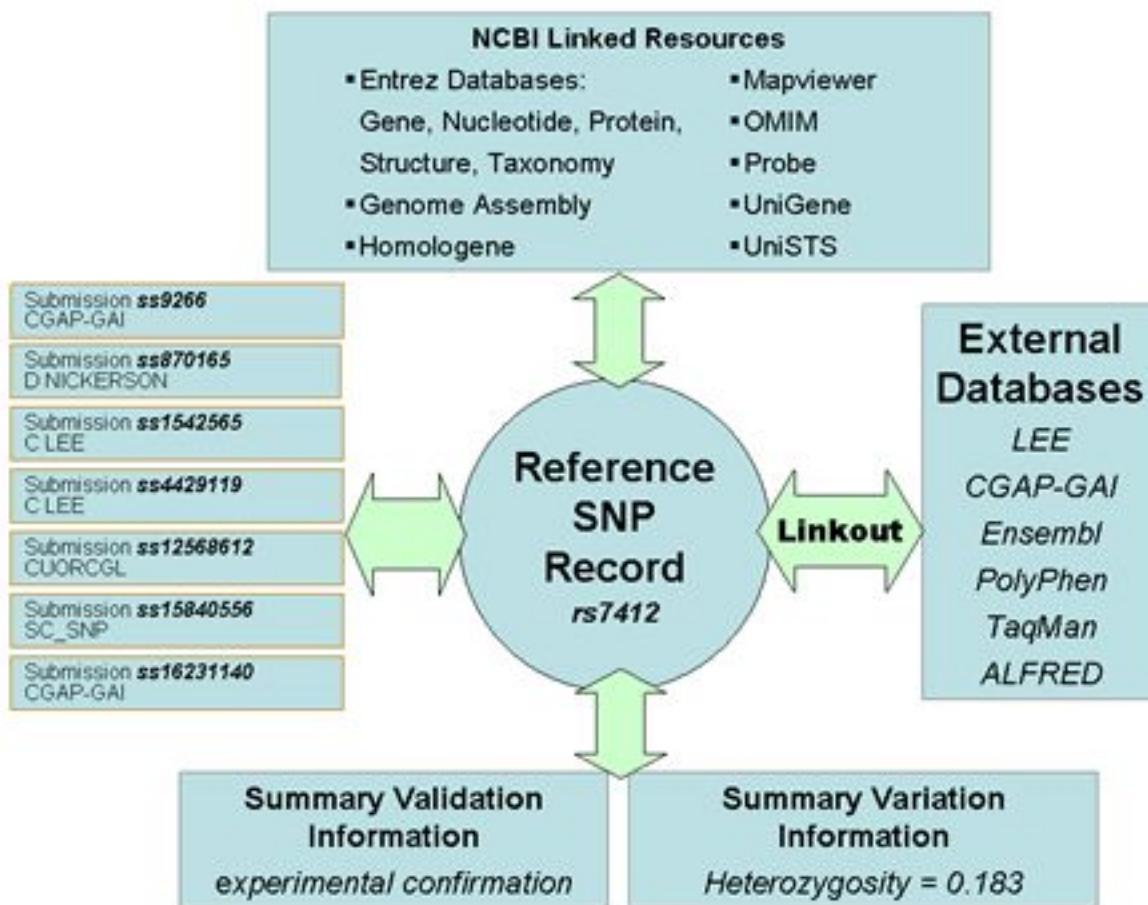 NCBI Linked Resources
▪Entrez Databases:
Gene, Nucleotide, Protein,
Structure, Taxonomy
▪Genome Assembly
▪Homologene
▪Mapviewer
▪OMIM
▪Probe
▪UniGene
▪UniSTS
Submission ss9266
CGAP-GAI
Submission ss870165
D NICKERSON
Submission ss1542565
C LEE
Submission ss4429119
C LEE
Submission ss12568612
CUORCGL
Submission ss15840556
SC_SNP
Submission ss16231140
CGAP-GAI
Reference
SNP
Record
rs7412
Linkout
External
Databases
LEE
CGAP-GAI
Ensembl
PolyPhen
TaqMan
ALFRED
Summary Validation
Information
experimental confirmation
Summary Variation
Information
Heterozygosity = 0.183